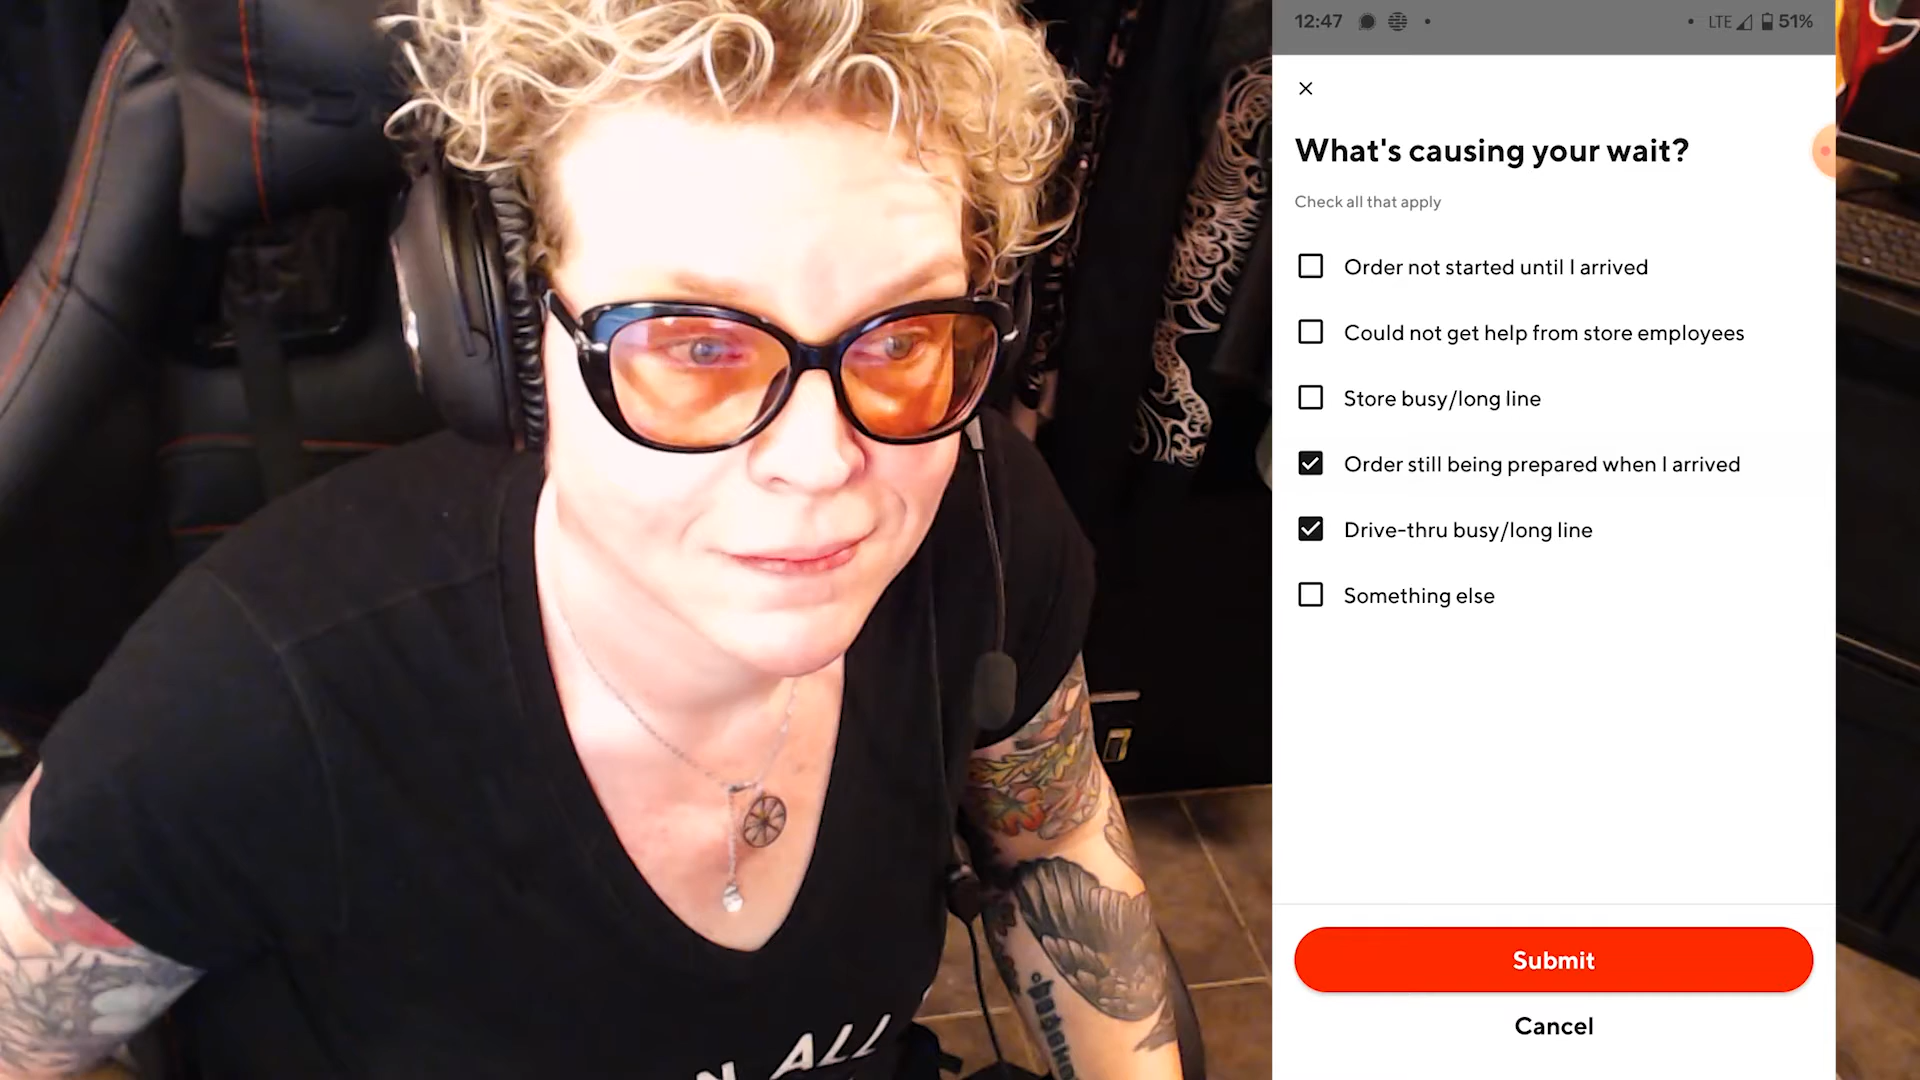 12:47
LTE 51%
What's causing your wait?
Check all that apply
Order not started until I arrived
Could not get help from store employees
Store busy/long line
Order still being prepared when I arrived
Drive-thru busy/long line
Something else
Submit
Cancel
ALL